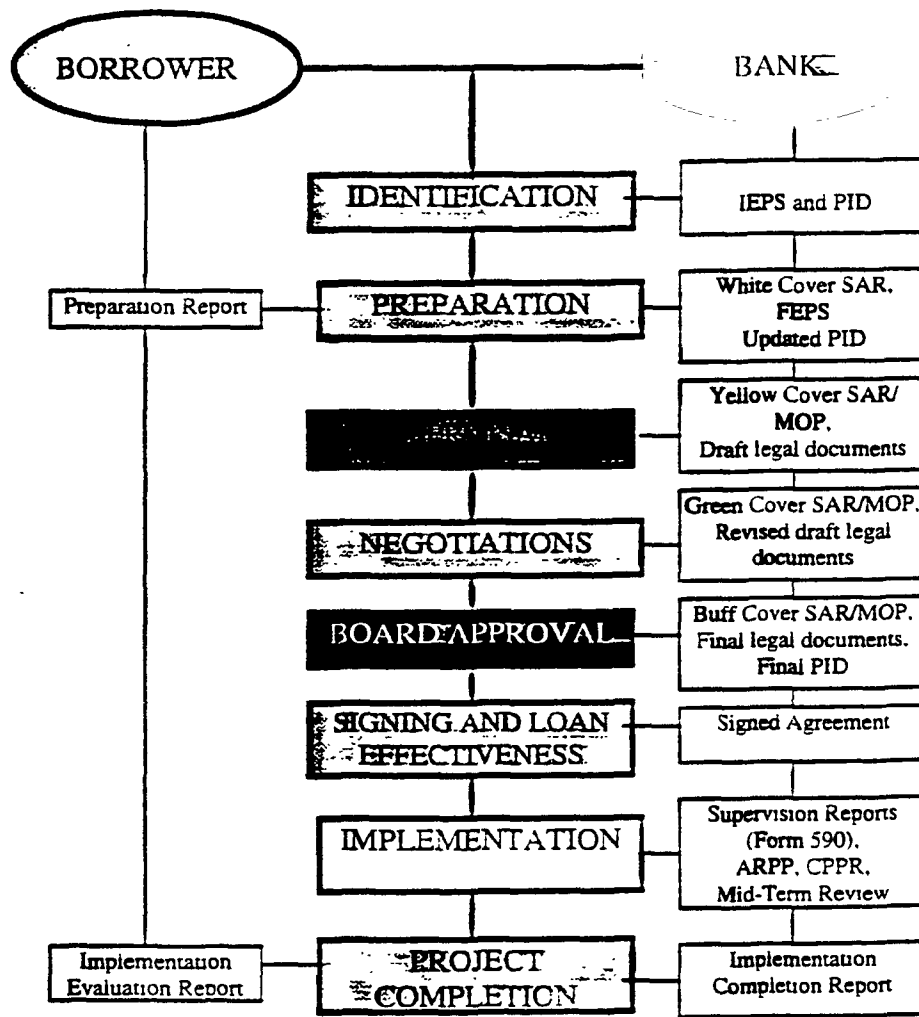 BORROWER
BANK
IDENTIFICATION
IEPS and PID
Preparation Report
PREPARATION
White Cover SAR,
FEPS
Updated PID
Yellow Cover SAR/
MOP,
Draft legal documents
NEGOTIATIONS
Green Cover SAR/MOP.
Revised draft legal
documents
BOARD APPROVAL
Buff Cover SAR/MOP.
Final legal documents.
Final PID
SIGNING AND LOAN
EFFECTIVENESS
Signed Agreement
IMPLEMENTATION
Supervision Reports
(Form 590),
ARPP, CPPR,
Mid-Term Review
Implementation
Evaluation Report
PROJECT
COMPLETION
Implementation
Completion Report